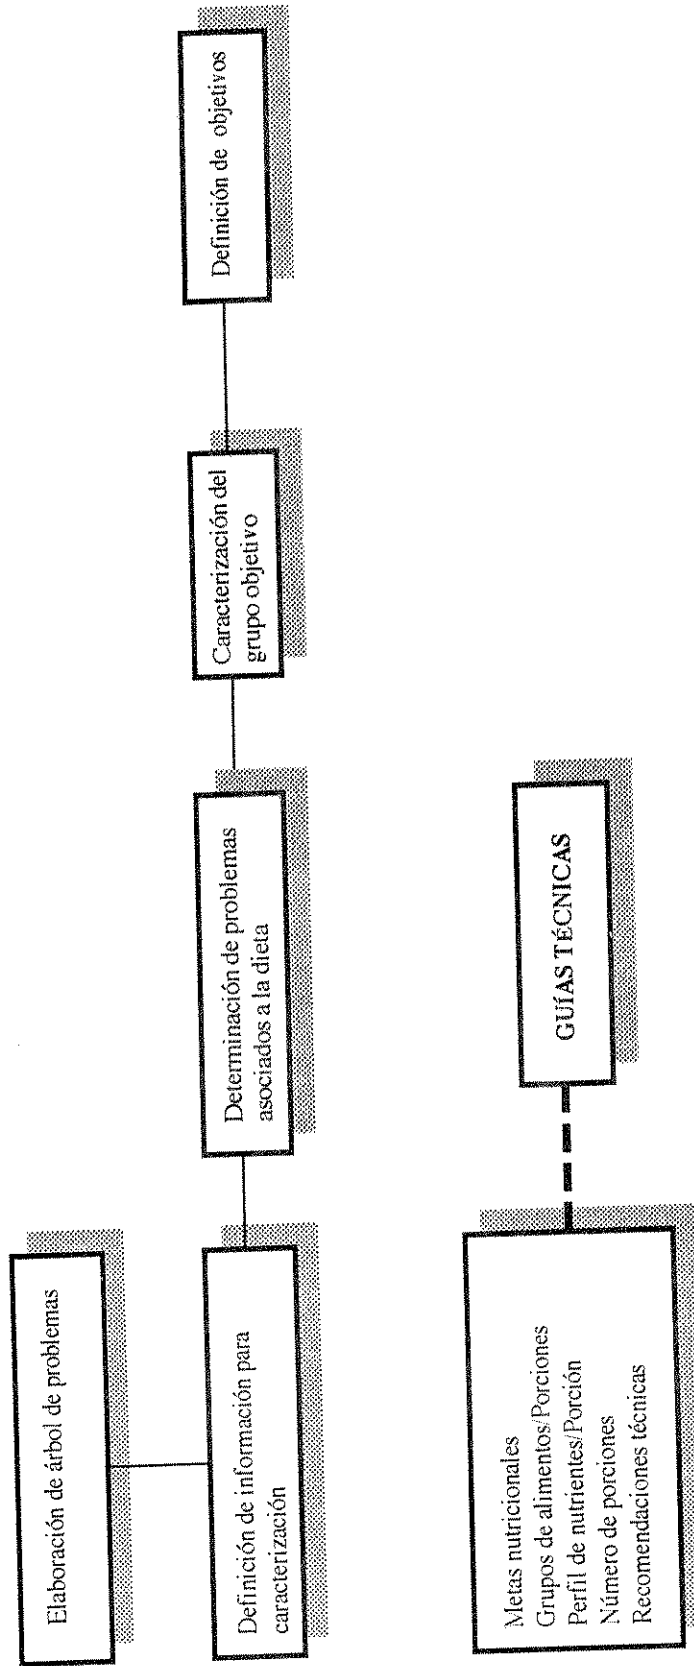 Elaboración de árbol de problemas
Definición de información para
caracterización
Determinación de problemas
asociados a la dieta
Caracterización del
grupo objetivo
Definición de objetivos
Metas nutricionales
Grupos de alimentos/Porciones
Perfil de nutrientes/Porción
Número de porciones
Recomendaciones técnicas
GUÍAS TÉCNICAS